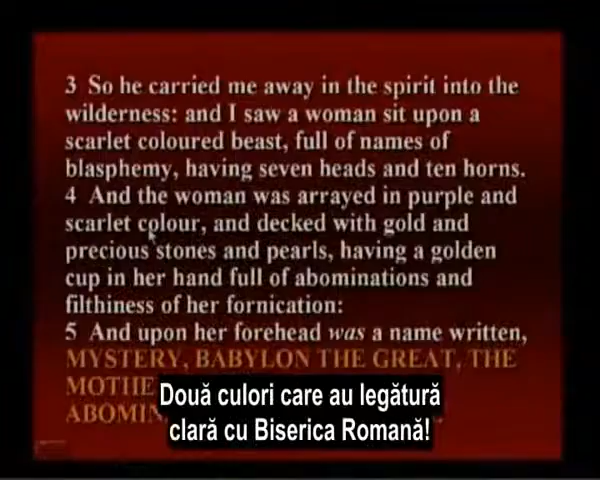 3 So he carried me away in the spirit into the
wilderness: and I saw a woman sit upon a
scarlet coloured beast, full of names of
blasphemy, having seven heads and ten horns.
4 And the woman was arrayed in purple and
scarlet colour, and decked with gold and
precious stones and pearls, having a golden
cup in her hand full of abominations and
filthiness of her fornication:
5 And upon her forehead was a name written,
MYSTERY, BABYLON THE GREAT, THE
Două culori care au legătură
clară cu Biserica Romană!